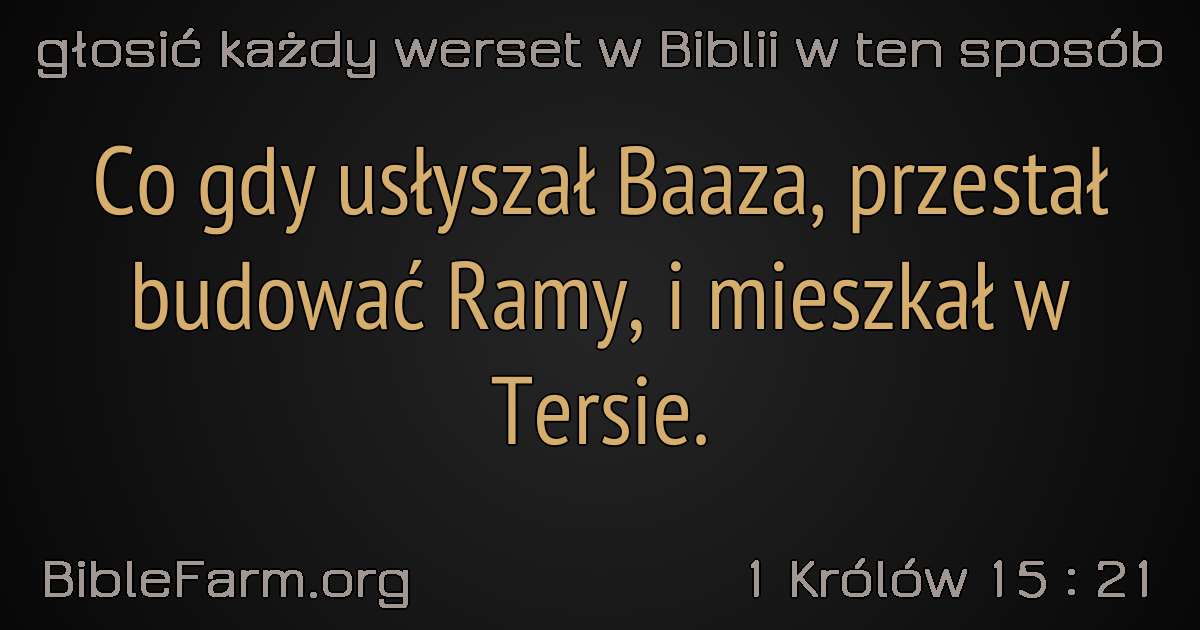 głosić każdy werset w Biblii w ten sposób
Co gdy usłyszał Baaza, przestał
budować Ramy, i mieszkał w
Tersie.
BibleFarm.org
1 Królów 15 : 21